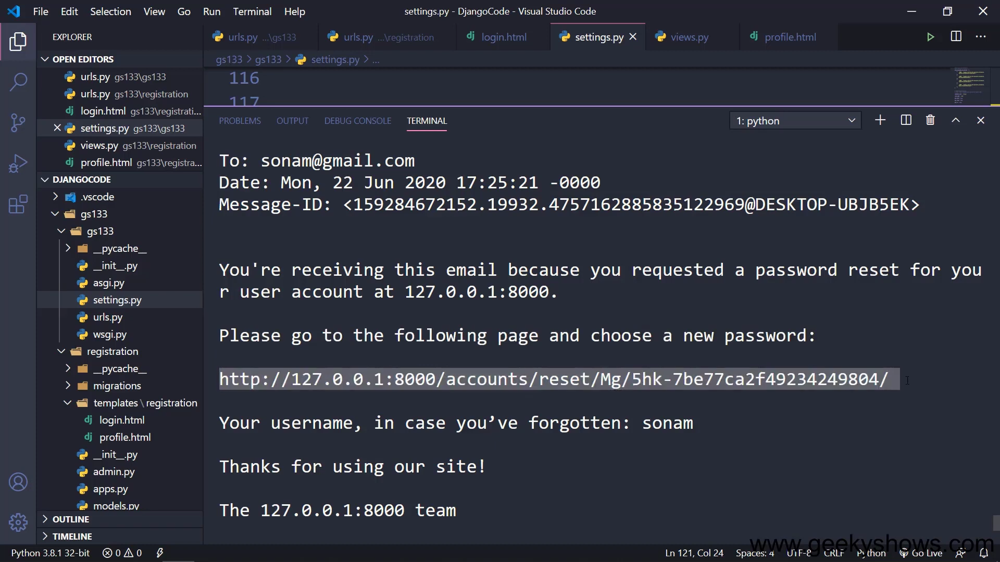 File Edit Selection View Go Run Terminal Help
settings.py - DjangoCode - Visual Studio Code
EXPLORER
urls.py ...\gs133
urls.py ...\registration
login.html
settings.py
views.py
profile.html
OPEN EDITORS
gs133 > gs133 > settings.py > ...
urls.py gs133\gs133
urls.py gs133\registration
login.html gs133\registrati...
settings.py gs133\gs133
views.py gs133\registration
profile.html gs133\registra...
116
117
PROBLEMS OUTPUT DEBUG CONSOLE TERMINAL
1: python
DJANGOCODE
.vscode
gs133
gs133
__pycache__
__init__.py
asgi.py
settings.py
urls.py
wsgi.py
registration
__pycache__
migrations
templates \ registration
login.html
profile.html
__init__.py
admin.py
apps.py
models.py
OUTLINE
TIMELINE
To: sonam@gmail.com
Date: Mon, 22 Jun 2020 17:25:21 -0000
Message-ID: <159284672152.19932.4757162885835122969@DESKTOP-UBJB5EK>
You're receiving this email because you requested a password reset for you
r user account at 127.0.0.1:8000.
Please go to the following page and choose a new password:
http://127.0.0.1:8000/accounts/reset/Mg/5hk-7be77ca2f49234249804/
Your username, in case you’ve forgotten: sonam
Thanks for using our site!
The 127.0.0.1:8000 team
www.geekyshows.com
Python 3.8.1 32-bit 0 0
Ln 121, Col 24 Spaces: 4 UTF-8 CRLF Python Go Live